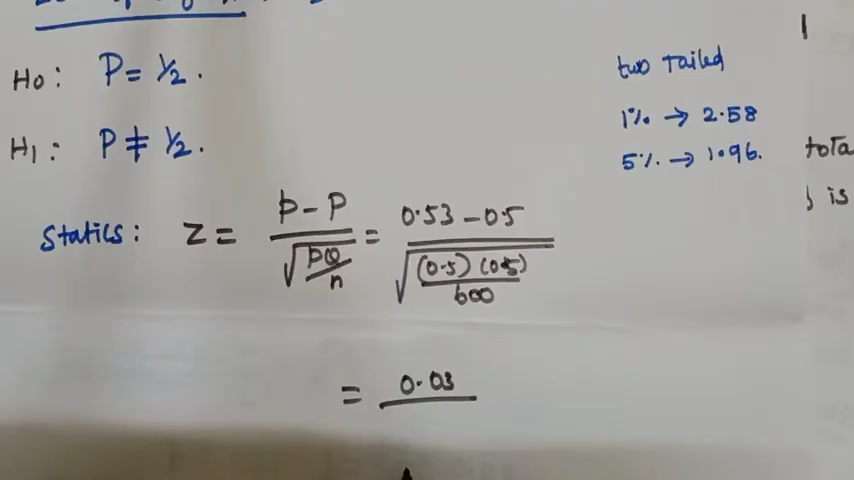 H0: P = 1/2.
two Tailed
1% → 2.58
H1: P ≠ 1/2.
5% → 1.96.
tota
is
Statics: Z = p - P / √(PQ/n) = 0.53 - 0.5 / √((0.5)(0.5)/600)
= 0.03